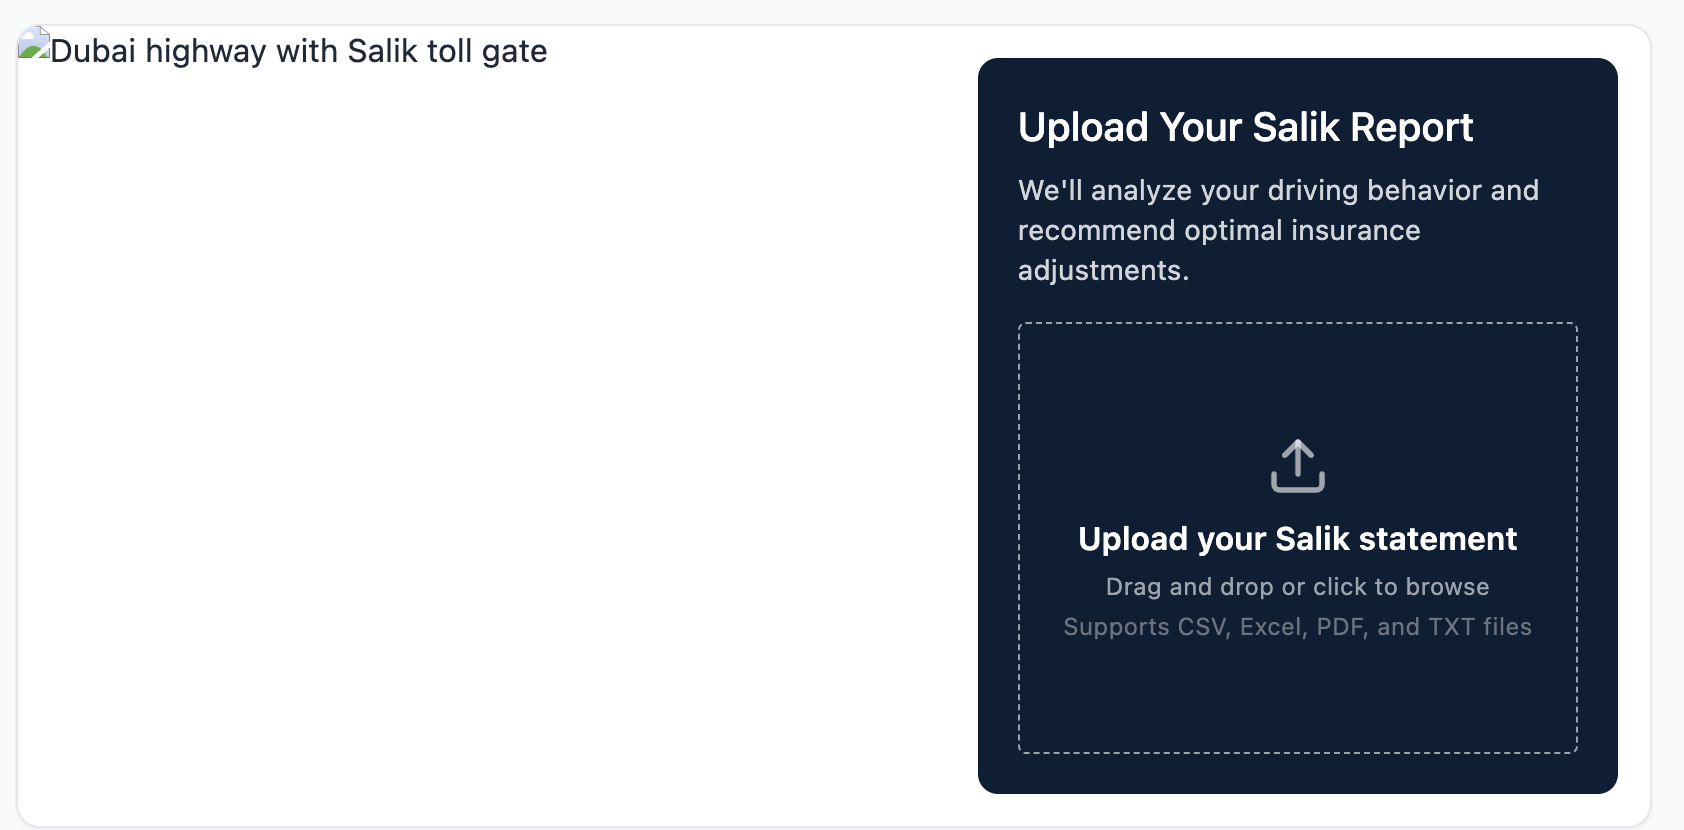 Dubai highway with Salik toll gate
Upload Your Salik Report
We'll analyze your driving behavior and
recommend optimal insurance
adjustments.
Upload your Salik statement
Drag and drop or click to browse
Supports CSV, Excel, PDF, and TXT files